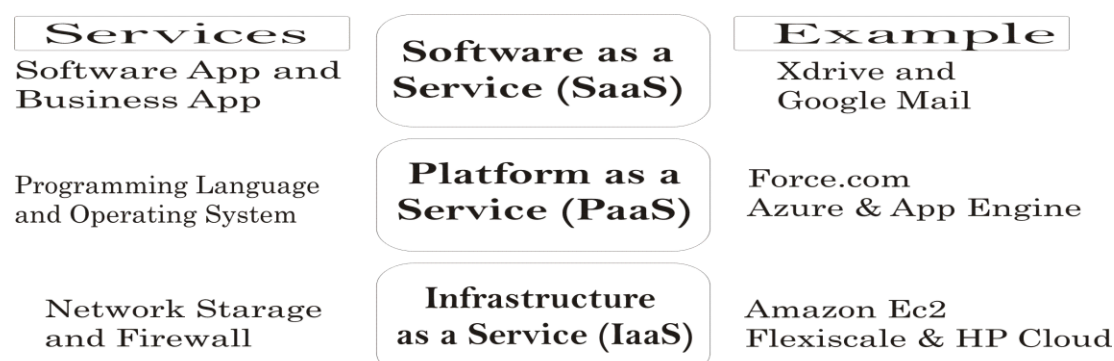 Services
Software App and
Business App
Software as a
Service (SaaS)
Example
Xdrive and
Google Mail
Programming Language
and Operating System
Platform as a
Service (PaaS)
Force.com
Azure & App Engine
Network Starage
and Firewall
Infrastructure
as a Service (IaaS)
Amazon Ec2
Flexiscale & HP Cloud